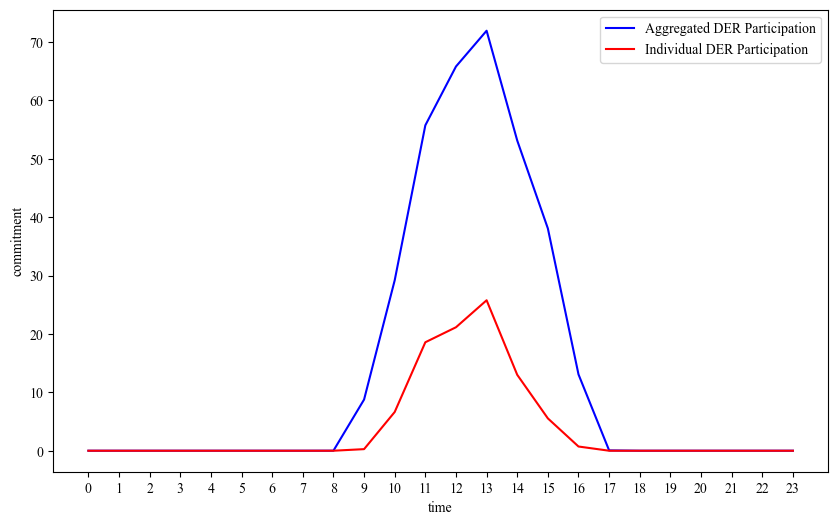 Aggregated DER Participation
Individual DER Participation
70
60
50
40
30
20
10
0
commitment
0 1 2 3 4 5 6 7 8 9 10 11 12 13 14 15 16 17 18 19 20 21 22 23
time